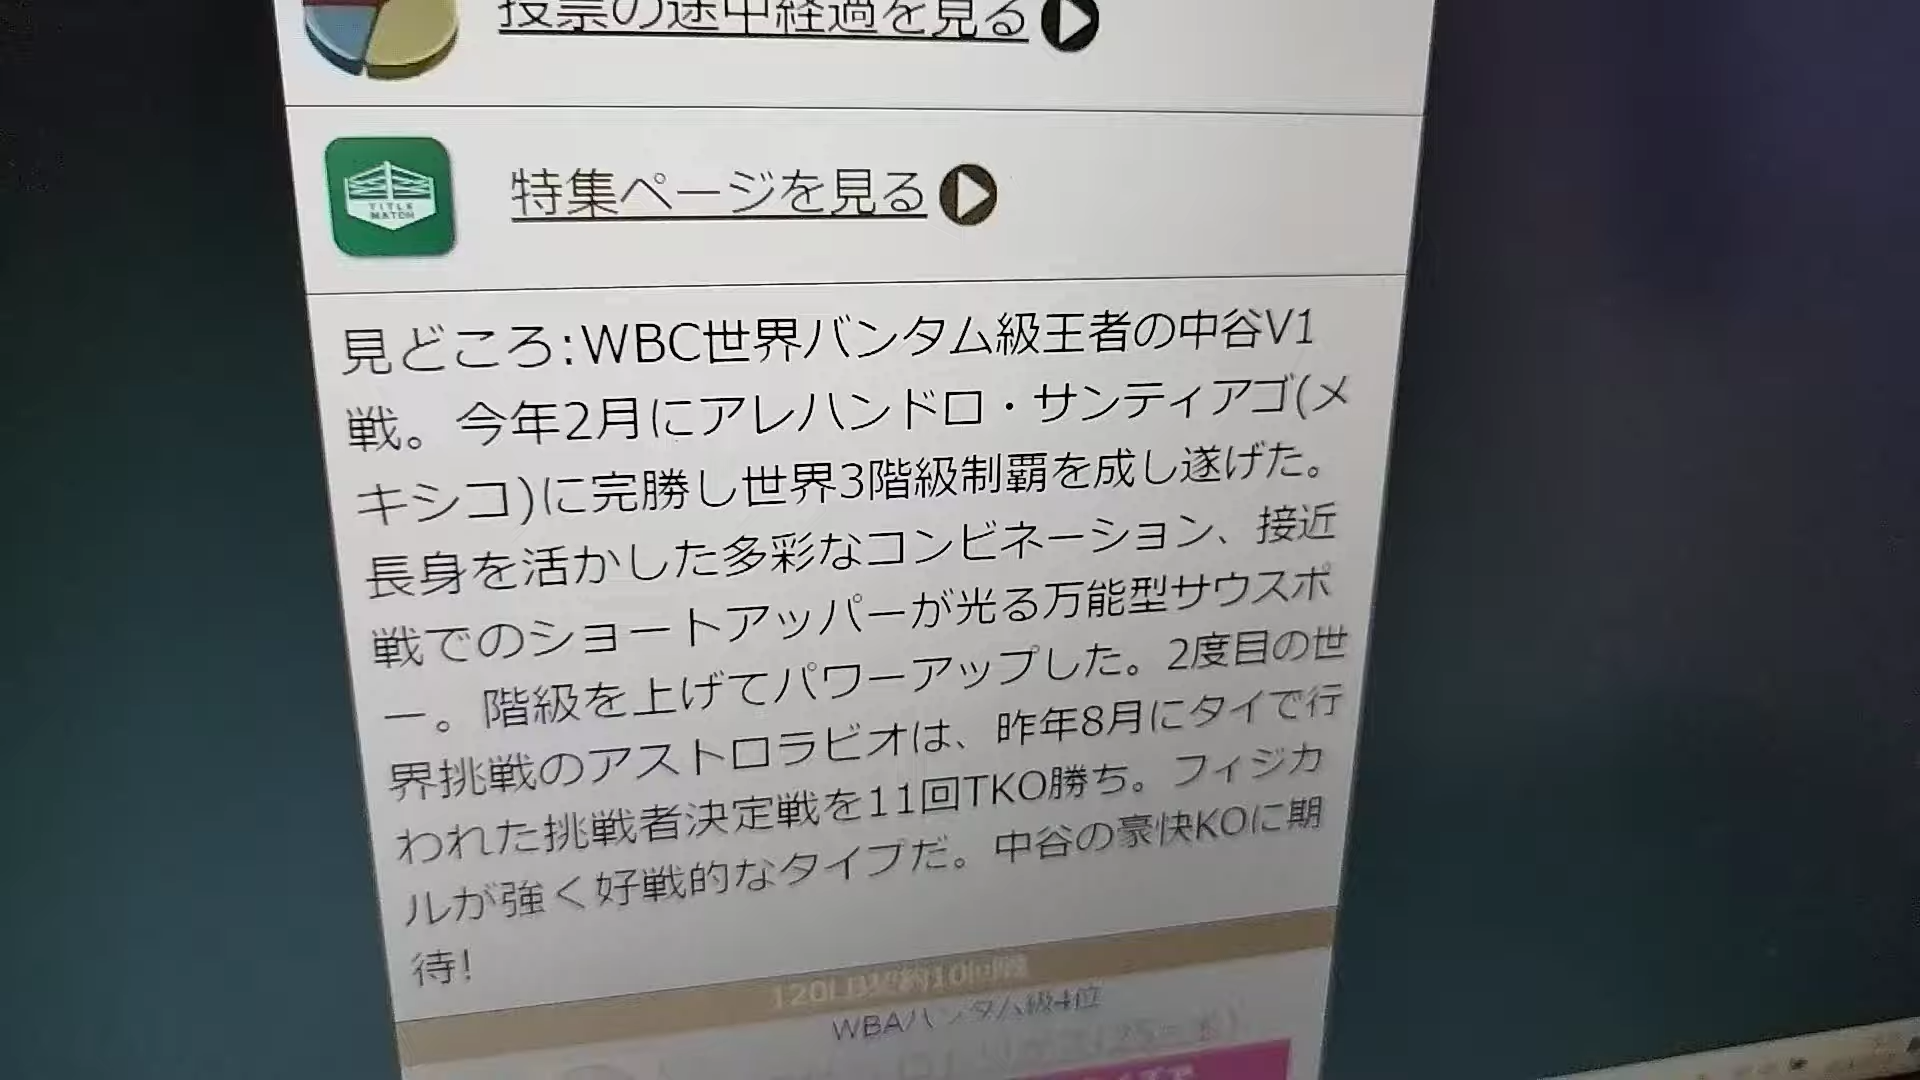 投票の途中経過を見る
TITLE
MATCH
特集ページを見る
見どころ:WBC世界バンタム級王者の中谷V1
戦。今年2月にアレハンドロ・サンティアゴ(メ
キシコ)に完勝し世界3階級制覇を成し遂げた。
長身を活かした多彩なコンビネーション、接近
戦でのショートアッパーが光る万能型サウスポ
ー。階級を上げてパワーアップした。2度目の世
界挑戦のアストロラビオは、昨年8月にタイで行
われた挑戦者決定戦を11回TKO勝ち。フィジカ
ルが強く好戦的なタイプだ。中谷の豪快KOに期
待!
WBAバンタム級4位